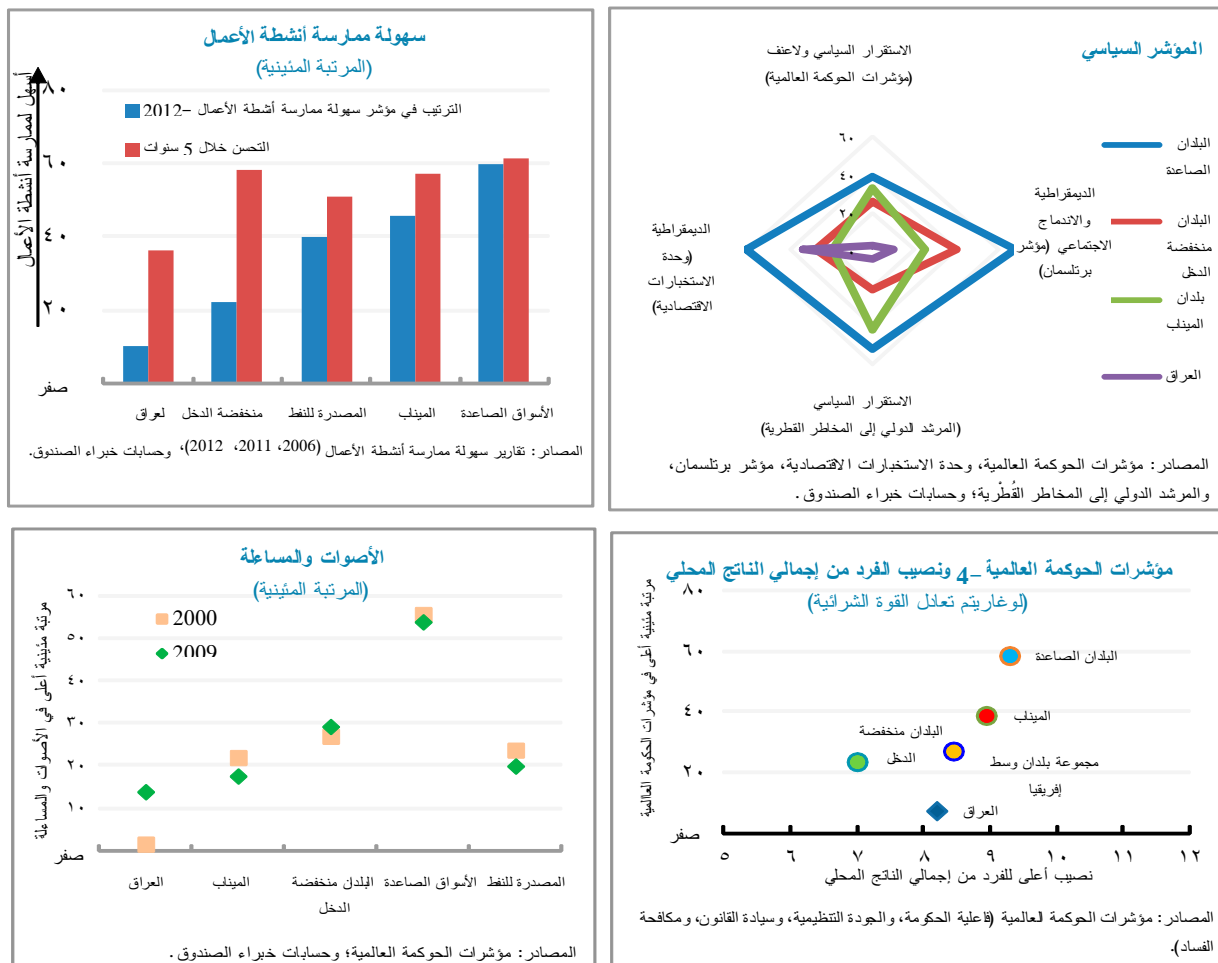 المؤشر السياسي
الاستقرار السياسي ولاعنف
(مؤشرات الحوكمة العالمية)
٦٠
٤٠
٢٠
٠
الديمقراطية
والاندماج
الاجتماعي (مؤشر
برتلسمان)
الديمقراطية
(وحدة
الاستخبارات
الاقتصادية)
الاستقرار السياسي
(المرشد الدولي إلى المخاطر القطرية)
البلدان
الصاعدة
البلدان
منخفضة
الدخل
بلدان
الميناب
العراق
المصادر: مؤشرات الحوكمة العالمية، وحدة الاستخبارات الاقتصادية، مؤشر برتلسمان،
والمرشد الدولي إلى المخاطر القُطْرية؛ وحسابات خبراء الصندوق.
سهولة ممارسة أنشطة الأعمال
(المرتبة المئينية)
أسهل لممارسة أنشطة الأعمال
٨٠
٦٠
٤٠
٢٠
صفر
الترتيب في مؤشر سهولة ممارسة أنشطة الأعمال –2012
التحسن خلال 5 سنوات
لعراق
منخفضة الدخل
المصدرة للنفط
الميناب
الأسواق الصاعدة
المصادر: تقارير سهولة ممارسة أنشطة الأعمال (2006، 2011، 2012)، وحسابات خبراء الصندوق.
مؤشرات الحوكمة العالمية –4 ونصيب الفرد من إجمالي الناتج المحلي
(لوغاريتم تعادل القوة الشرائية)
مرتبة مئينية أعلى في مؤشرات الحكومة العاالمية
٨٠
٦٠
٤٠
٢٠
صفر
البلدان الصاعدة
الميناب
البلدان منخفضة
الدخل
مجموعة بلدان وسط
إفريقيا
العراق
٥ ٦ ٧ ٨ ٩ ١٠ ١١ ١٢
نصيب أعلى للفرد من إجمالي الناتج المحلي
المصادر: مؤشرات الحوكمة العالمية (فاعلية الحكومة، والجودة التنظيمية، وسيادة القانون، ومكافحة
الفساد).
الأصوات والمساءلة
(المرتبة المئينية)
مرتبة مئينية أعلى في الأصوات والمساءلة
٦٠
٥٠
٤٠
٣٠
٢٠
١٠
صفر
2000
2009
العراق
الميناب
البلدان منخفضة
الدخل
الأسواق الصاعدة
المصدرة للنفط
المصادر: مؤشرات الحوكمة العالمية؛ وحسابات خبراء الصندوق.